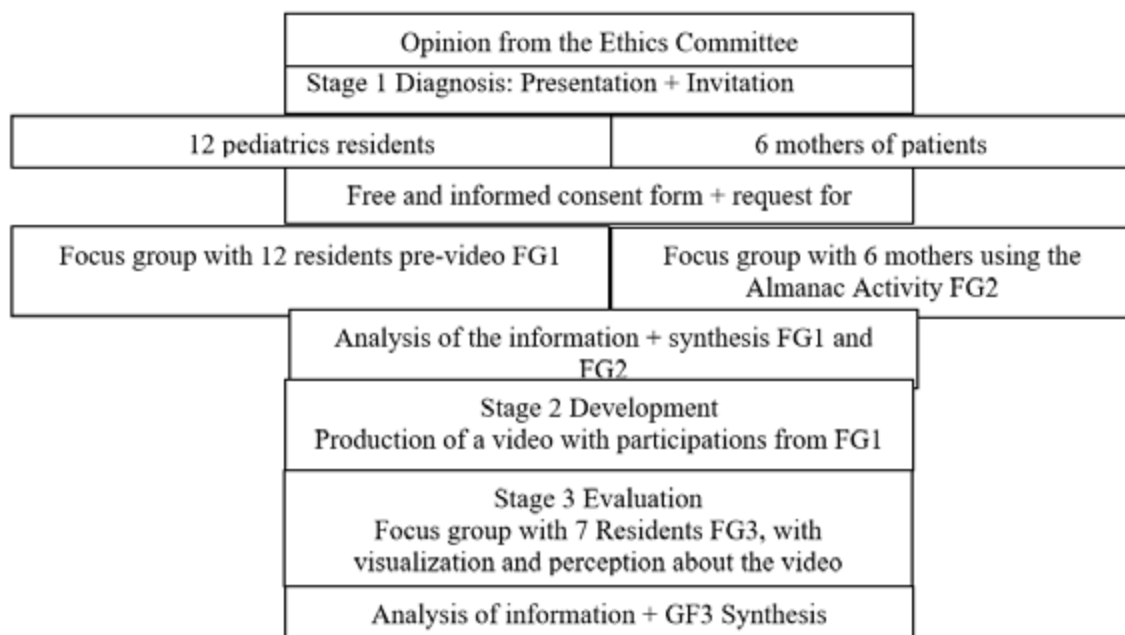 Opinion from the Ethics Committee
Stage 1 Diagnosis: Presentation + Invitation
12 pediatrics residents
6 mothers of patients
Free and informed consent form + request for
Focus group with 12 residents pre-video FG1
Focus group with 6 mothers using the
Almanac Activity FG2
Analysis of the information + synthesis FG1 and
FG2
Stage 2 Development
Production of a video with participations from FG1
Stage 3 Evaluation
Focus group with 7 Residents FG3, with
visualization and perception about the video
Analysis of information + GF3 Synthesis